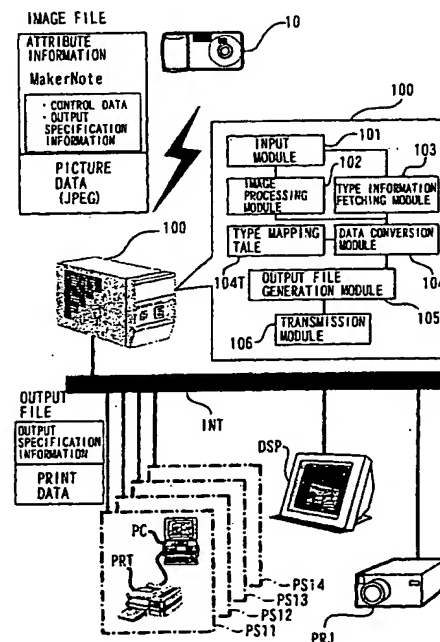 IMAGE FILE
ATTRIBUTE
INFORMATION
MakerNote
・CONTROL DATA
・OUTPUT
SPECIFICATION
INFORMATION
PICTURE
DATA
(JPEG)
10
100
INPUT
MODULE
101
102
103
IMAGE
PROCESSING
MODULE
TYPE INFORMATION
FETCHING MODULE
TYPE MAPPING
TALE
DATA CONVERSION
MODULE
104T
104
OUTPUT FILE
GENERATION MODULE
105
106
TRANSMISSION
MODULE
100
INT
OUTPUT
FILE
OUTPUT
SPECIFICATION
INFORMATION
PRINT
DATA
DSP
PC
PRT
PS14
PS13
PS12
PS11
PRJ